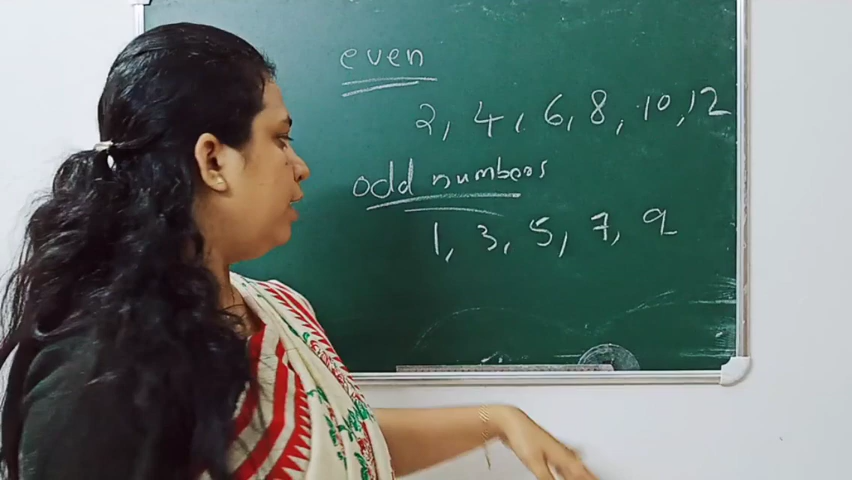 even
2, 4, 6, 8, 10, 12
odd numbers
1, 3, 5, 7, 9